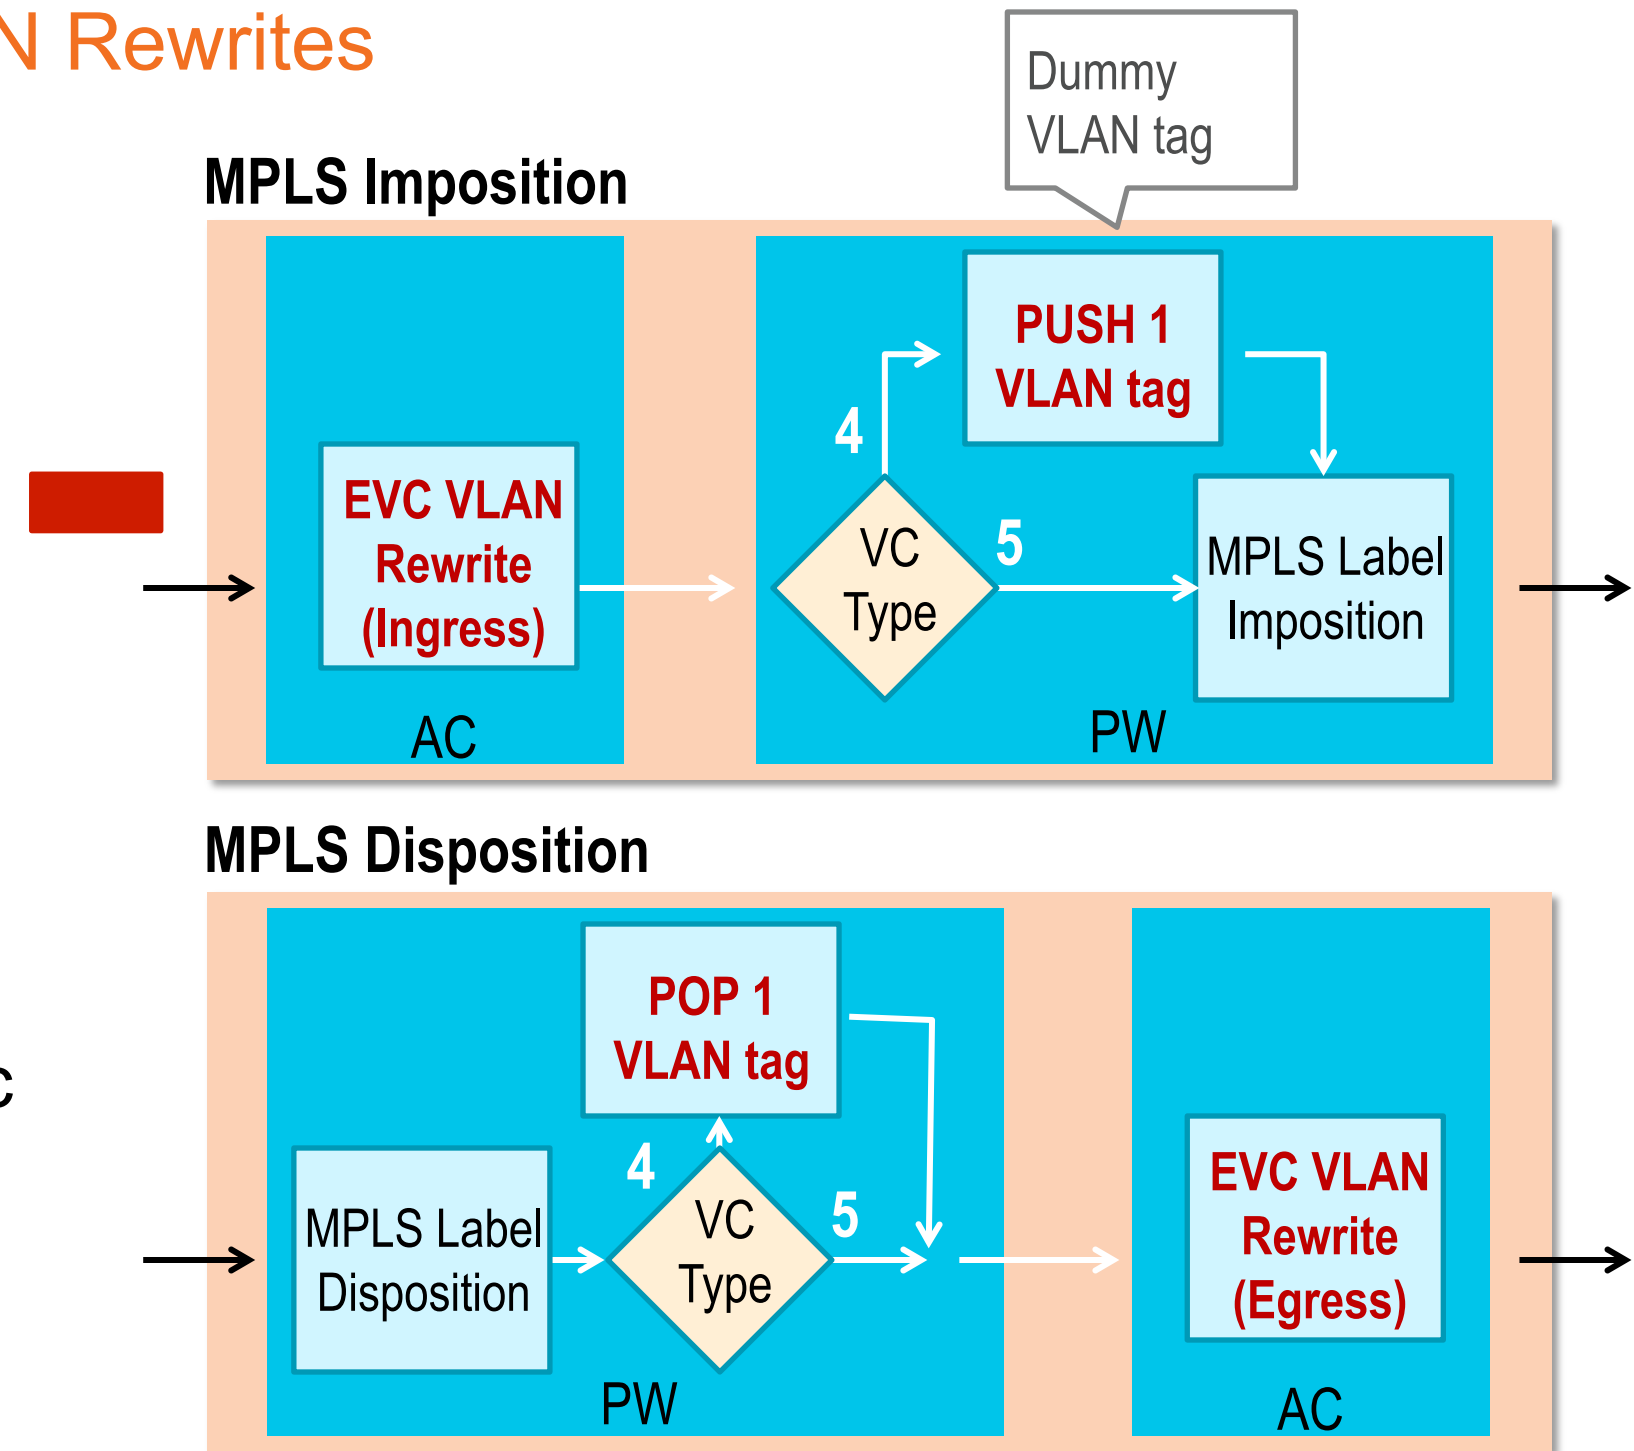 N Rewrites
Dummy
VLAN tag
MPLS Imposition
PUSH 1
VLAN tag
4
EVC VLAN
Rewrite
(Ingress)
VC
Type
5
MPLS Label
Imposition
AC
PW
MPLS Disposition
POP 1
VLAN tag
c
4
MPLS Label
Disposition
VC
Type
5
EVC VLAN
Rewrite
(Egress)
PW
AC